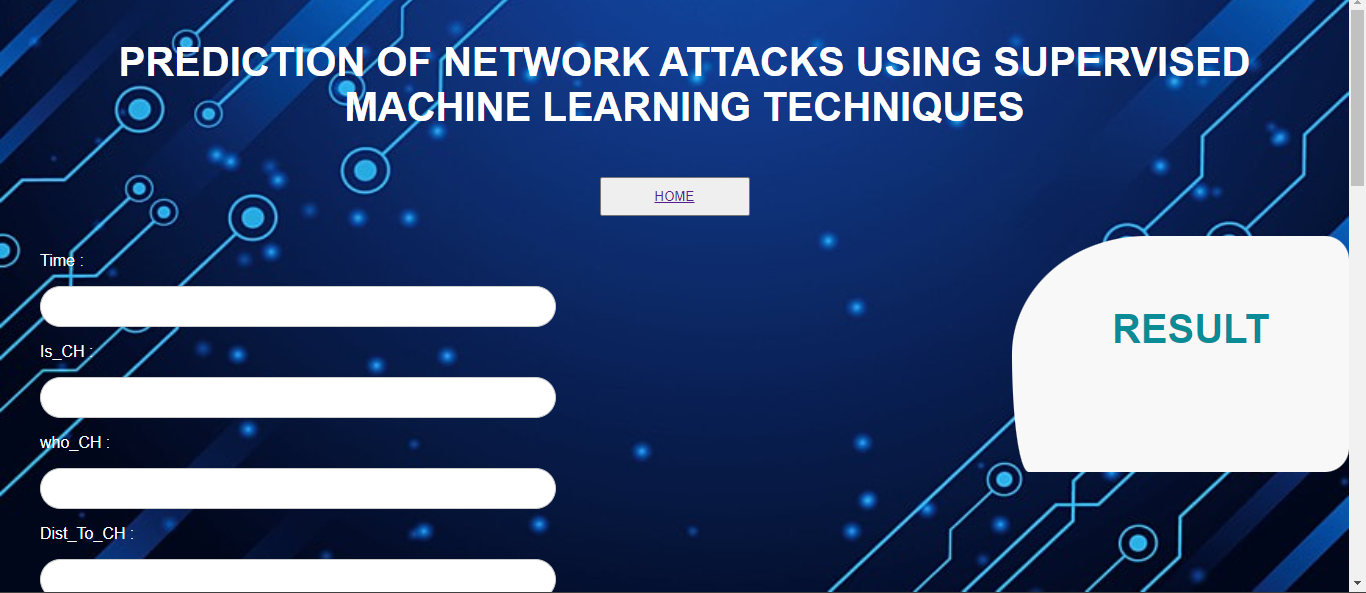 PREDICTION OF NETWORK ATTACKS USING SUPERVISED
MACHINE LEARNING TECHNIQUES
HOME
Time :
Is_CH :
who_CH :
Dist_To_CH :
RESULT